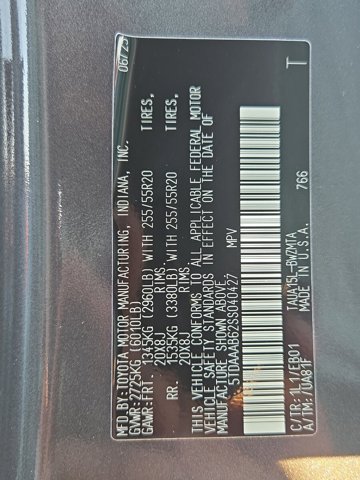 MFD.BY:TOYOTA MOTOR MANUFACTURING, INDIANA, INC. 06/25
GVWR:2725KG (6010LB)
GAWR:FRT. 1345KG (2960LB) WITH 255/55R20 TIRES,
20X8J RIMS
RR. 1535KG (3380LB) WITH 255/55R20 TIRES,
20X8J RIMS
THIS VEHICLE CONFORMS TO ALL APPLICABLE FEDERAL MOTOR
VEHICLE SAFETY STANDARDS IN EFFECT ON THE DATE OF
MANUFACTURE SHOWN ABOVE.
5TDAAAB62SS040427 MPV
C/TR:1L1/EB01 TAUA15L-BWZMTA 766 T
A/TM:/UA81F MADE IN U.S.A.